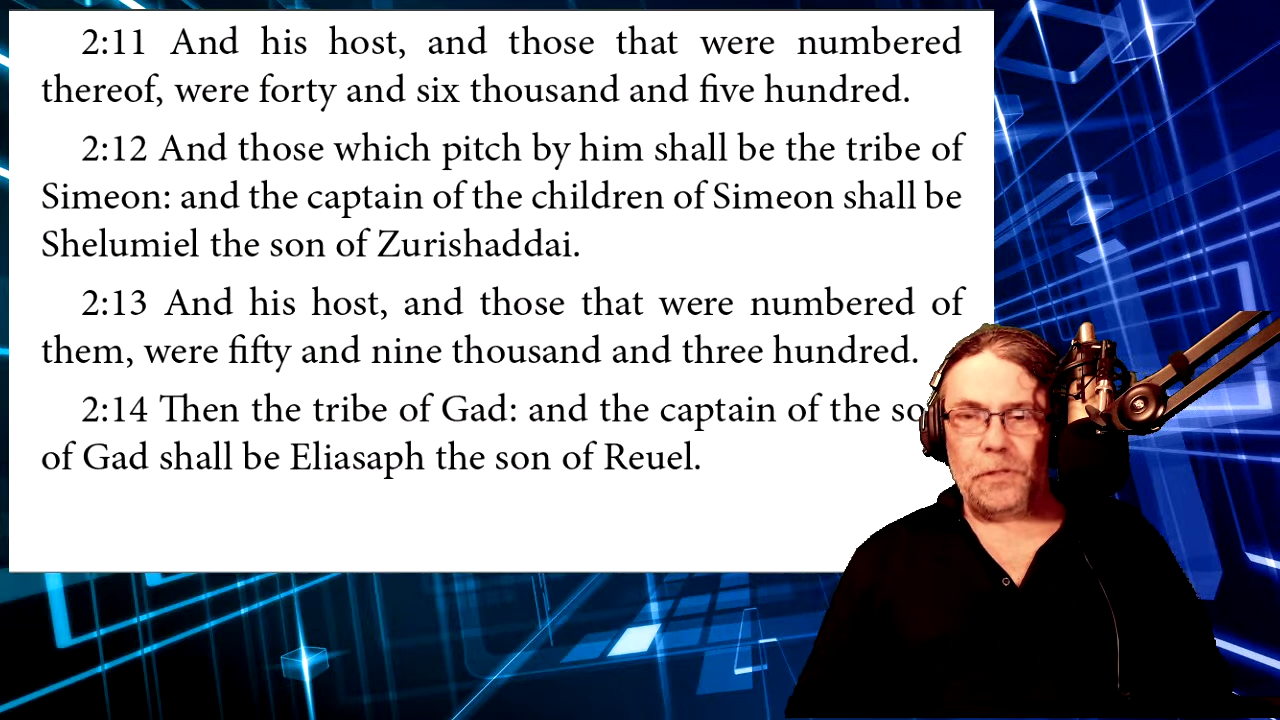 2:11 And his host, and those that were numbered
thereof, were forty and six thousand and five hundred.
2:12 And those which pitch by him shall be the tribe of
Simeon: and the captain of the children of Simeon shall be
Shelumiel the son of Zurishaddai.
2:13 And his host, and those that were numbered of
them, were fifty and nine thousand and three hundred.
2:14 Then the tribe of Gad: and the captain of the
of Gad shall be Eliasaph the son of Reuel.